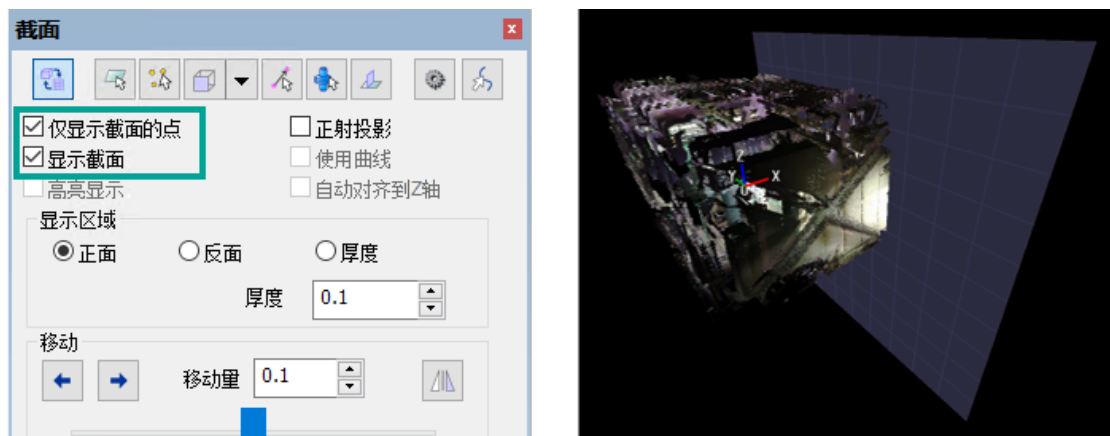 截面
仅显示截面的点
正射投影
显示截面
使用曲线
高亮显示
自动对齐到Z轴
显示区域
正面
反面
厚度
厚度
0.1
移动
移动量
0.1
Z
Y
X